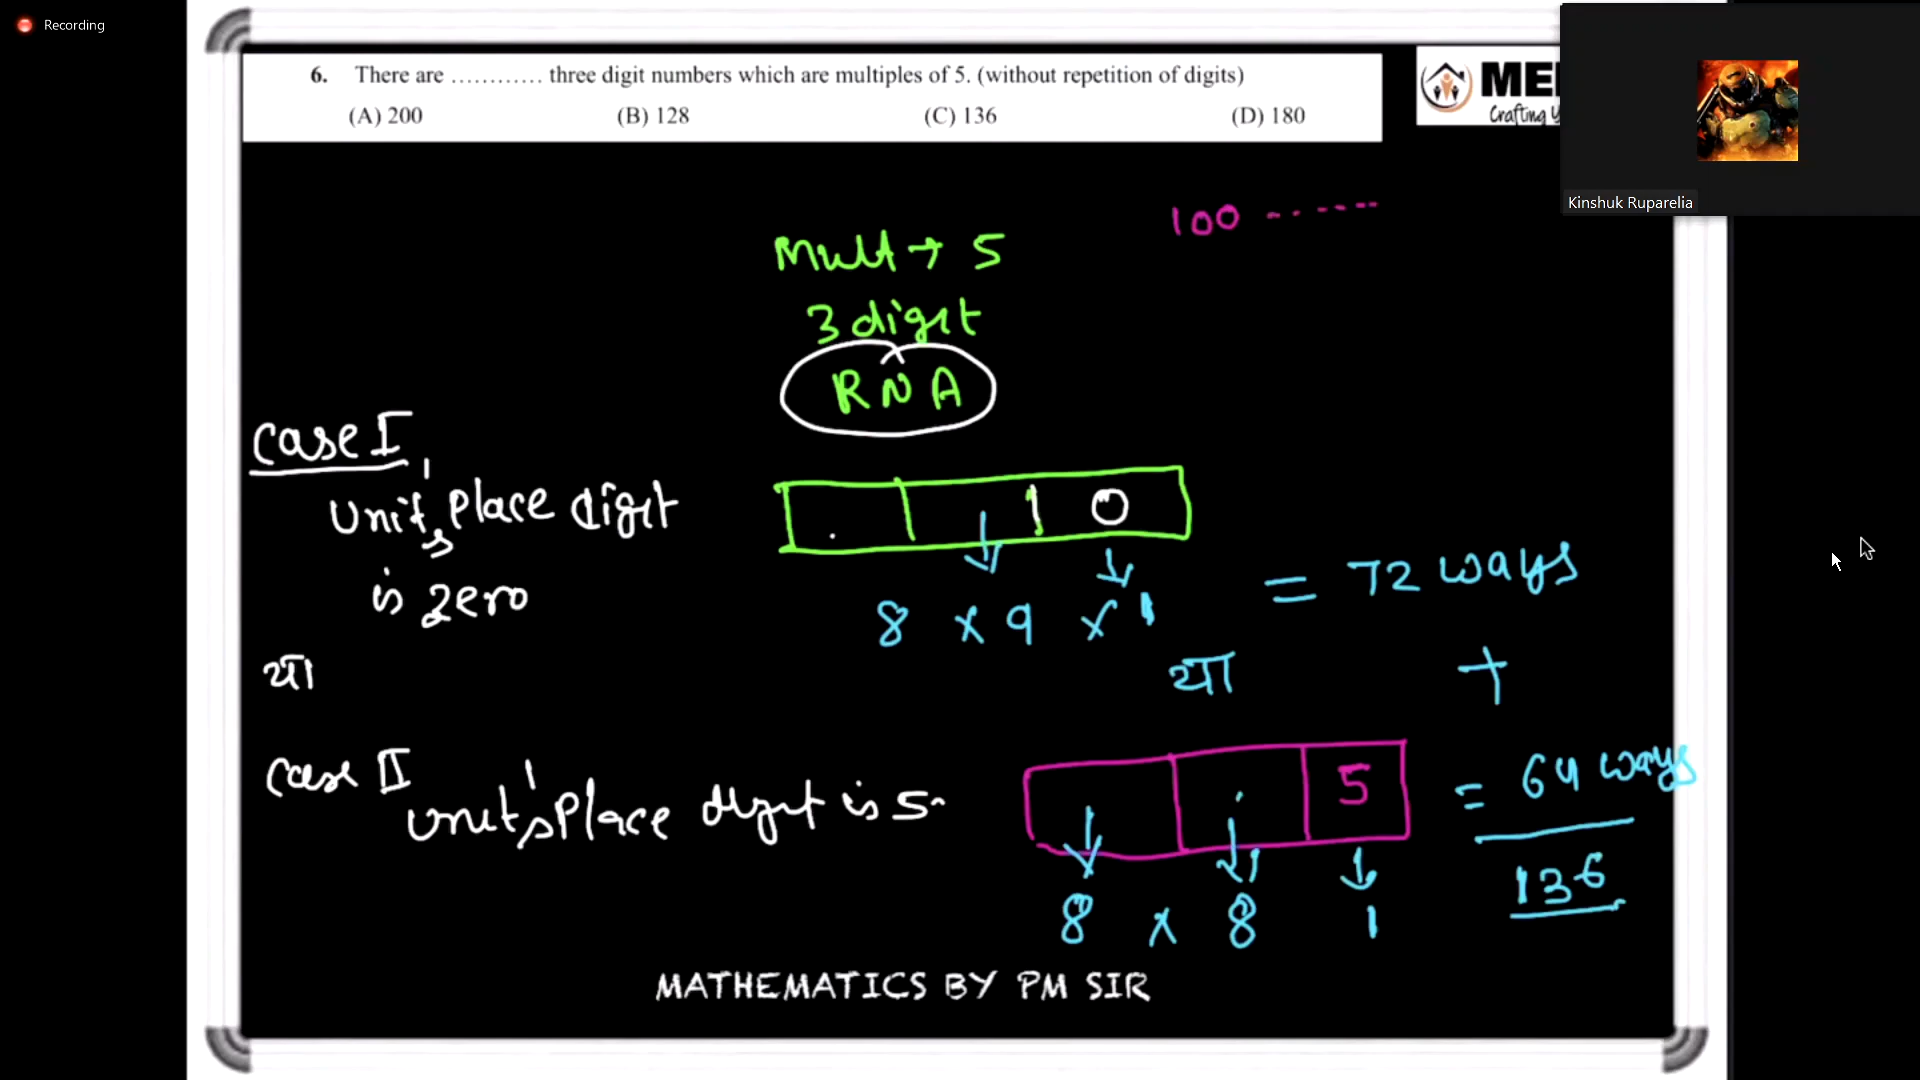 Recording
6. There are ............ three digit numbers which are multiples of 5. (without repetition of digits)
(A) 200 (B) 128 (C) 136 (D) 180
Crafting
Kinshuk Ruparelia
100 -------
Mult → 5
3 digit
RNA
Case I
Unit's place digit
is zero
0
8 × 9 × 1 = 72 ways
या
या +
Case II
Unit's place digit is 5
5
= 64 ways
8 × 8 1
136
MATHEMATICS BY PM SIR